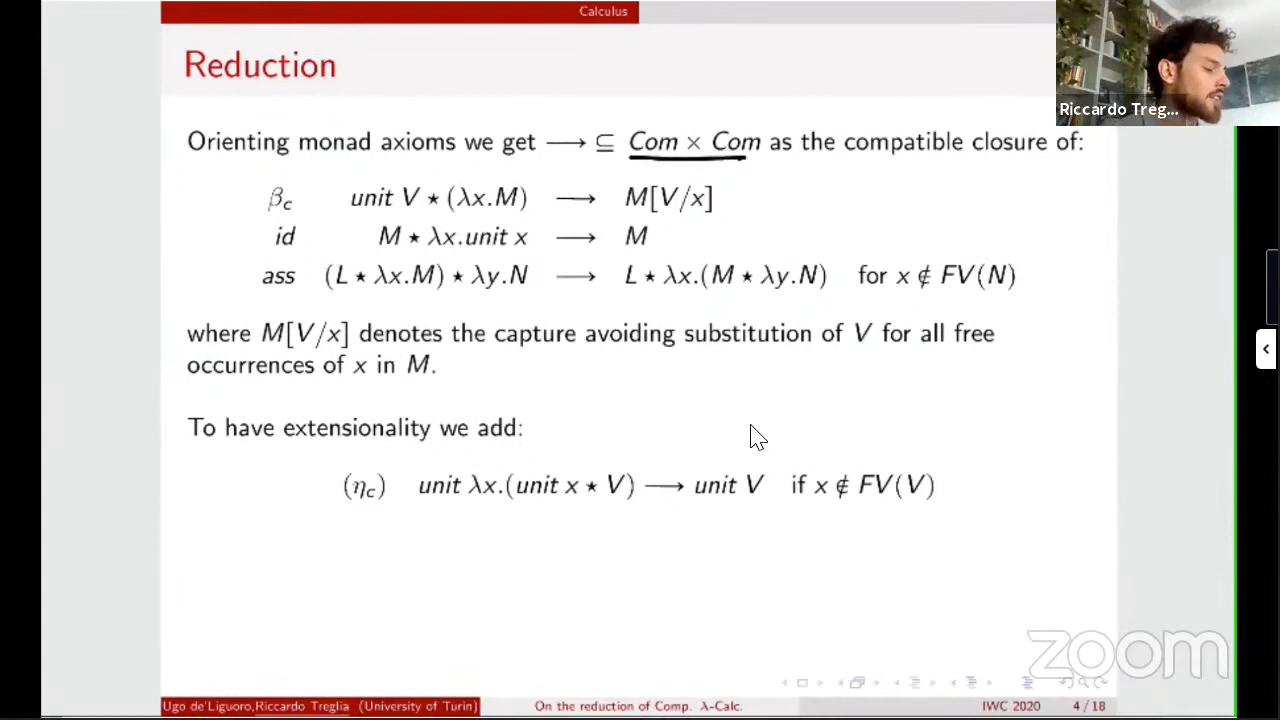 Calculus
Reduction
Riccardo Treg...
Orienting monad axioms we get ⟶ ⊆ Com × Com as the compatible closure of:
βc unit V ⋆ (λx.M) ⟶ M[V/x]
id M ⋆ λx.unit x ⟶ M
ass (L ⋆ λx.M) ⋆ λy.N ⟶ L ⋆ λx.(M ⋆ λy.N) for x ∉ FV(N)
where M[V/x] denotes the capture avoiding substitution of V for all free
occurrences of x in M.
To have extensionality we add:
(ηc) unit λx.(unit x ⋆ V) ⟶ unit V if x ∉ FV(V)
zoom
Ugo de'Liguoro,Riccardo Treglia (University of Turin) On the reduction of Comp. λ-Calc. IWC 2020 4 / 18